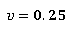 v = 0.25